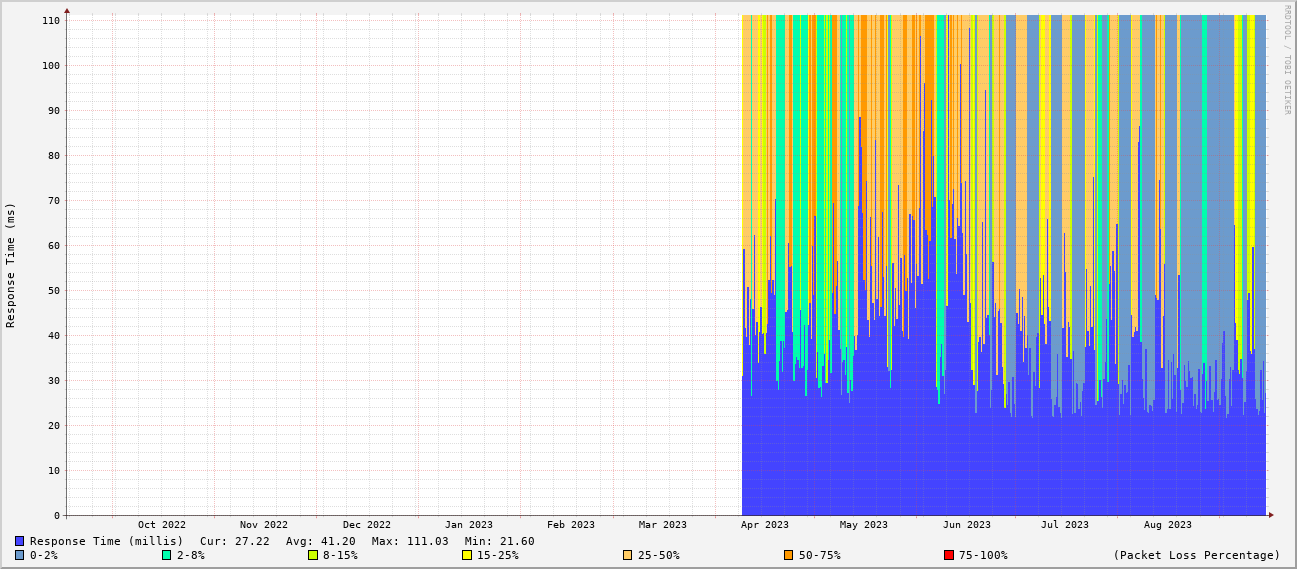 RRDTOOL / TOBI OETIKER
Response Time (ms)
110
100
90
80
70
60
50
40
30
20
10
0
Oct 2022 Nov 2022 Dec 2022 Jan 2023 Feb 2023 Mar 2023 Apr 2023 May 2023 Jun 2023 Jul 2023 Aug 2023
Response Time (millis) Cur: 27.22 Avg: 41.20 Max: 111.03 Min: 21.60
0-2% 2-8% 8-15% 15-25% 25-50% 50-75% 75-100% (Packet Loss Percentage)